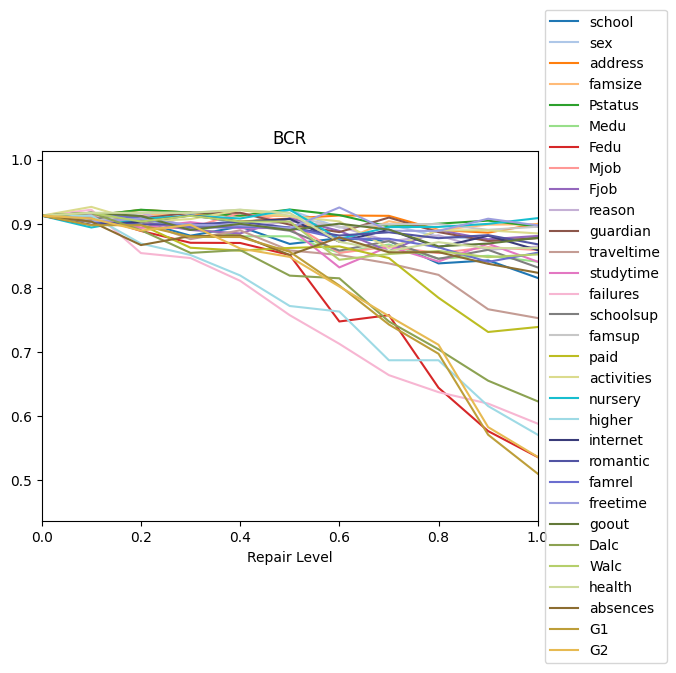 BCR
1.0
0.9
0.8
0.7
0.6
0.5
0.0
0.2
0.4
0.6
0.8
1.0
Repair Level
school
sex
address
famsize
Pstatus
Medu
Fedu
Mjob
Fjob
reason
guardian
traveltime
studytime
failures
schoolsup
famsup
paid
activities
nursery
higher
internet
romantic
famrel
freetime
goout
Dalc
Walc
health
absences
G1
G2